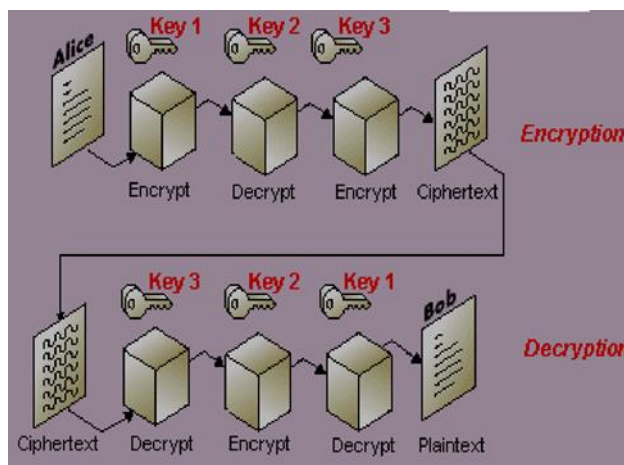 Key 1 Key 2 Key 3
Alice
Encryption
Encrypt Decrypt Encrypt Ciphertext
Key 3 Key 2 Key 1
Bob
Decryption
Ciphertext Decrypt Encrypt Decrypt Plaintext